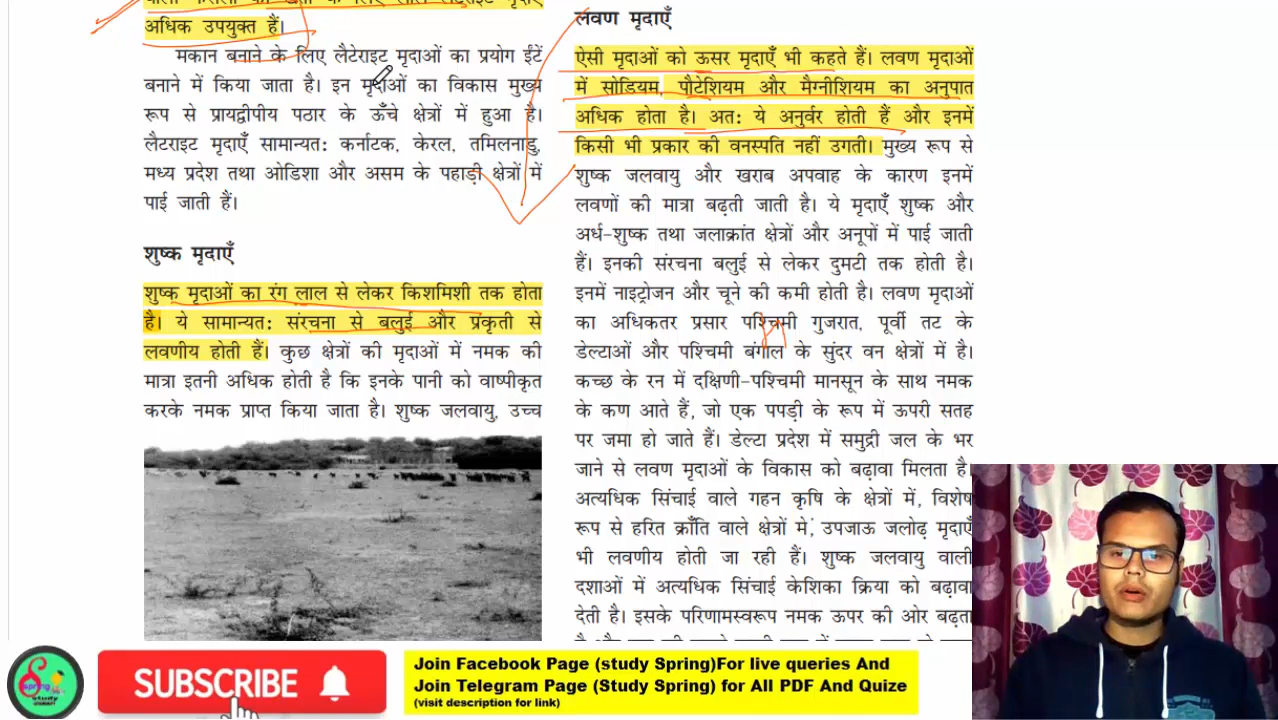 अधिक उपयुक्त हैं।
मकान बनाने के लिए लैटेराइट मृदाओं का प्रयोग ईंटें
बनाने में किया जाता है। इन मृदाओं का विकास मुख्य
रूप से प्रायद्वीपीय पठार के ऊँचे क्षेत्रों में हुआ है।
लैटेराइट मृदाएँ सामान्यतः कर्नाटक, केरल, तमिलनाडु,
मध्य प्रदेश तथा ओडिशा और असम के पहाड़ी क्षेत्रों में
पाई जाती हैं।
शुष्क मृदाएँ
शुष्क मृदाओं का रंग लाल से लेकर किशमिशी तक होता
है। ये सामान्यतः संरचना से बलुई और प्रकृती से
लवणीय होती हैं। कुछ क्षेत्रों की मृदाओं में नमक की
मात्रा इतनी अधिक होती है कि इनके पानी को वाष्पीकृत
करके नमक प्राप्त किया जाता है। शुष्क जलवायु, उच्च
लवण मृदाएँ
ऐसी मृदाओं को ऊसर मृदाएँ भी कहते हैं। लवण मृदाओं
में सोडियम, पौटेशियम और मैग्नीशियम का अनुपात
अधिक होता है। अतः ये अनुर्वर होती हैं और इनमें
किसी भी प्रकार की वनस्पति नहीं उगती। मुख्य रूप से
शुष्क जलवायु और खराब अपवाह के कारण इनमें
लवणों की मात्रा बढ़ती जाती है। ये मृदाएँ शुष्क और
अर्ध-शुष्क तथा जलाक्रांत क्षेत्रों और अनूपों में पाई जाती
हैं। इनकी संरचना बलुई से लेकर दुमटी तक होती है।
इनमें नाइट्रोजन और चूने की कमी होती है। लवण मृदाओं
का अधिकतर प्रसार पश्चिमी गुजरात, पूर्वी तट के
डेल्टाओं और पश्चिमी बंगाल के सुंदर वन क्षेत्रों में है।
कच्छ के रन में दक्षिणी-पश्चिमी मानसून के साथ नमक
के कण आते हैं, जो एक पपड़ी के रूप में ऊपरी सतह
पर जमा हो जाते हैं। डेल्टा प्रदेश में समुद्री जल के भर
जाने से लवण मृदाओं के विकास को बढ़ावा मिलता है।
अत्यधिक सिंचाई वाले गहन कृषि के क्षेत्रों में, विशेष
रूप से हरित क्राँति वाले क्षेत्रों में, उपजाऊ जलोढ़ मृदाएँ
भी लवणीय होती जा रही हैं। शुष्क जलवायु वाली
दशाओं में अत्यधिक सिंचाई केशिका क्रिया को बढ़ावा
देती है। इसके परिणामस्वरूप नमक ऊपर की ओर बढ़ता
Spring
study
SUBSCRIBE
Join Facebook Page (study Spring)For live queries And
Join Telegram Page (Study Spring) for All PDF And Quize
(visit description for link)